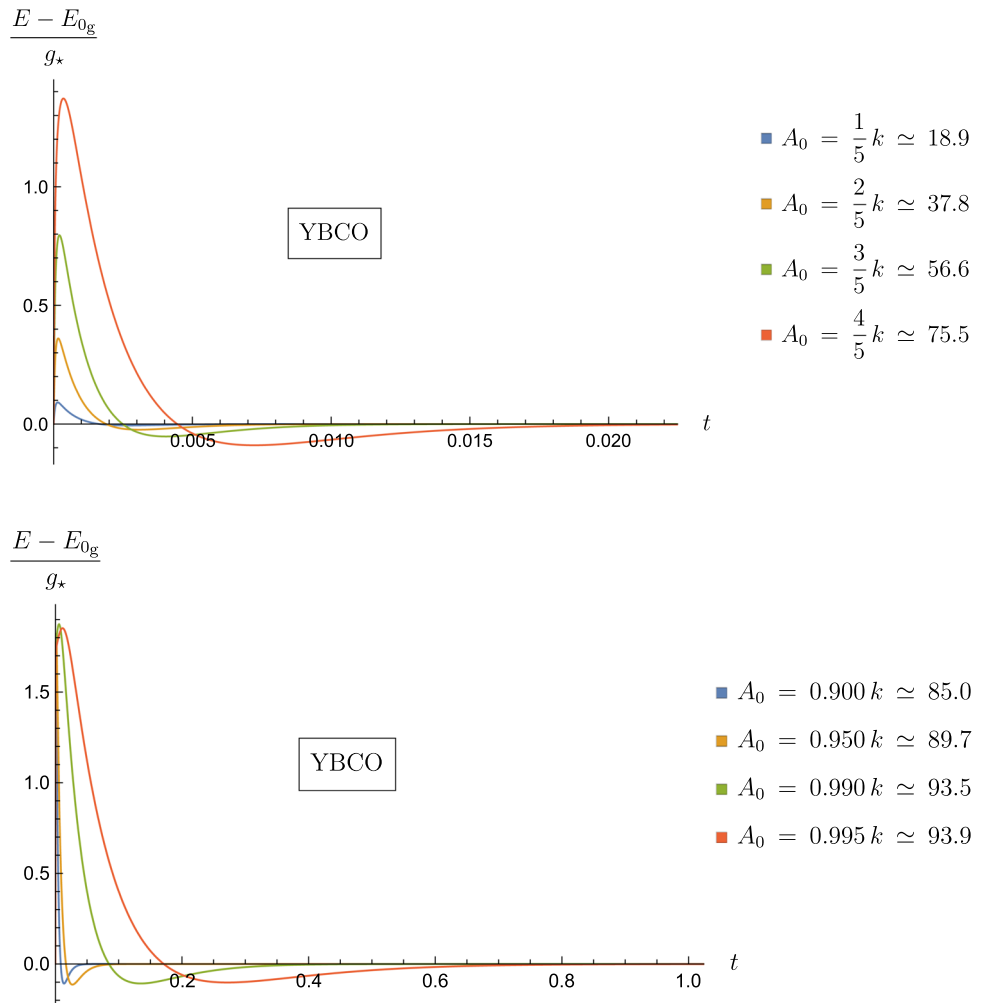 E − E₀g
g⋆
1.0
0.5
0.0
0.005
0.010
0.015
0.020
t
YBCO
A₀ = 1/5 k ≃ 18.9
A₀ = 2/5 k ≃ 37.8
A₀ = 3/5 k ≃ 56.6
A₀ = 4/5 k ≃ 75.5
E − E₀g
g⋆
1.5
1.0
0.5
0.0
0.2
0.4
0.6
0.8
1.0
t
YBCO
A₀ = 0.900 k ≃ 85.0
A₀ = 0.950 k ≃ 89.7
A₀ = 0.990 k ≃ 93.5
A₀ = 0.995 k ≃ 93.9